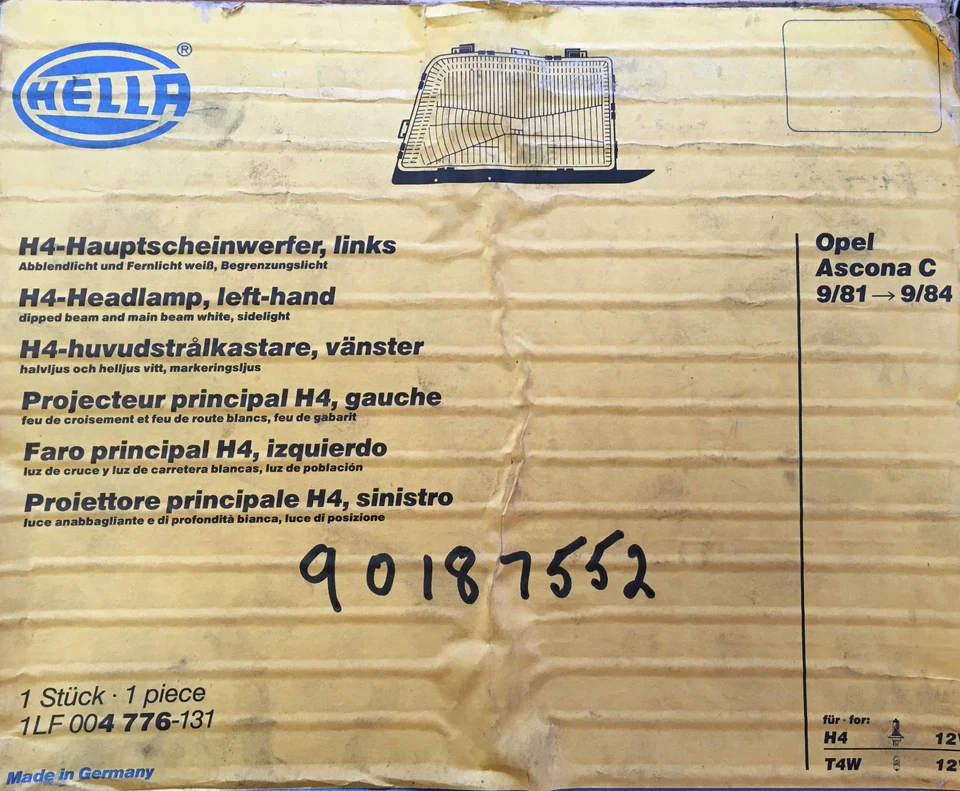 HELLA ®
H4-Hauptscheinwerfer, links
Abblendlicht und Fernlicht weiß, Begrenzungslicht
H4-Headlamp, left-hand
dipped beam and main beam white, sidelight
H4-huvudstrålkastare, vänster
halvljus och helljus vitt, markeringsljus
Projecteur principal H4, gauche
feu de croisement et feu de route blancs, feu de gabarit
Faro principal H4, izquierdo
luz de cruce y luz de carretera blancas, luz de población
Proiettore principale H4, sinistro
luce anabbagliante e di profondità bianca, luce di posizione
90187552
1 Stück · 1 piece
1LF 004 776-131
Made in Germany
Opel
Ascona C
9/81 → 9/84
für · for:
H4 12V
T4W 12V